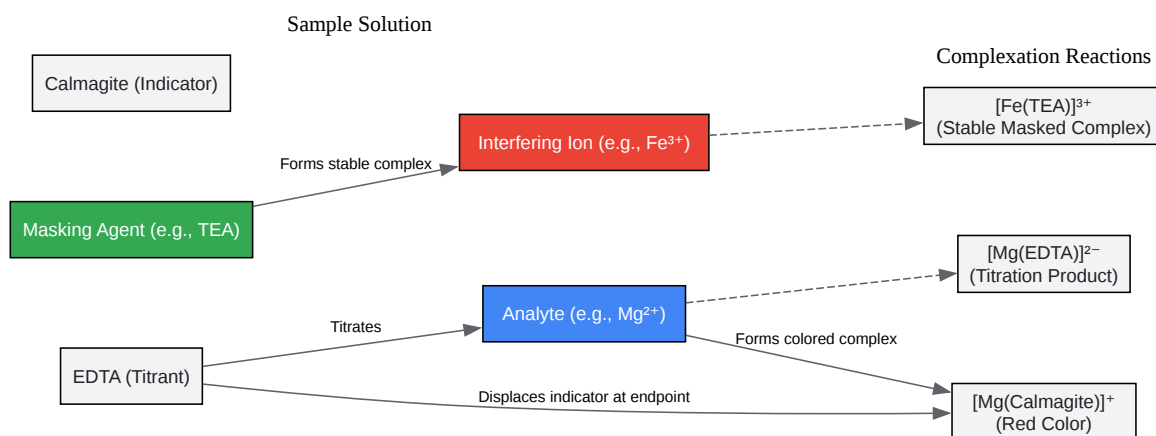 Sample Solution
Complexation Reactions
Calmagite (Indicator)
[Fe(TEA)]³⁺
(Stable Masked Complex)
Interfering Ion (e.g., Fe³⁺)
Forms stable complex
Masking Agent (e.g., TEA)
[Mg(EDTA)]²⁻
(Titration Product)
Analyte (e.g., Mg²⁺)
Titrates
Forms colored complex
EDTA (Titrant)
Displaces indicator at endpoint
[Mg(Calmagite)]⁺
(Red Color)